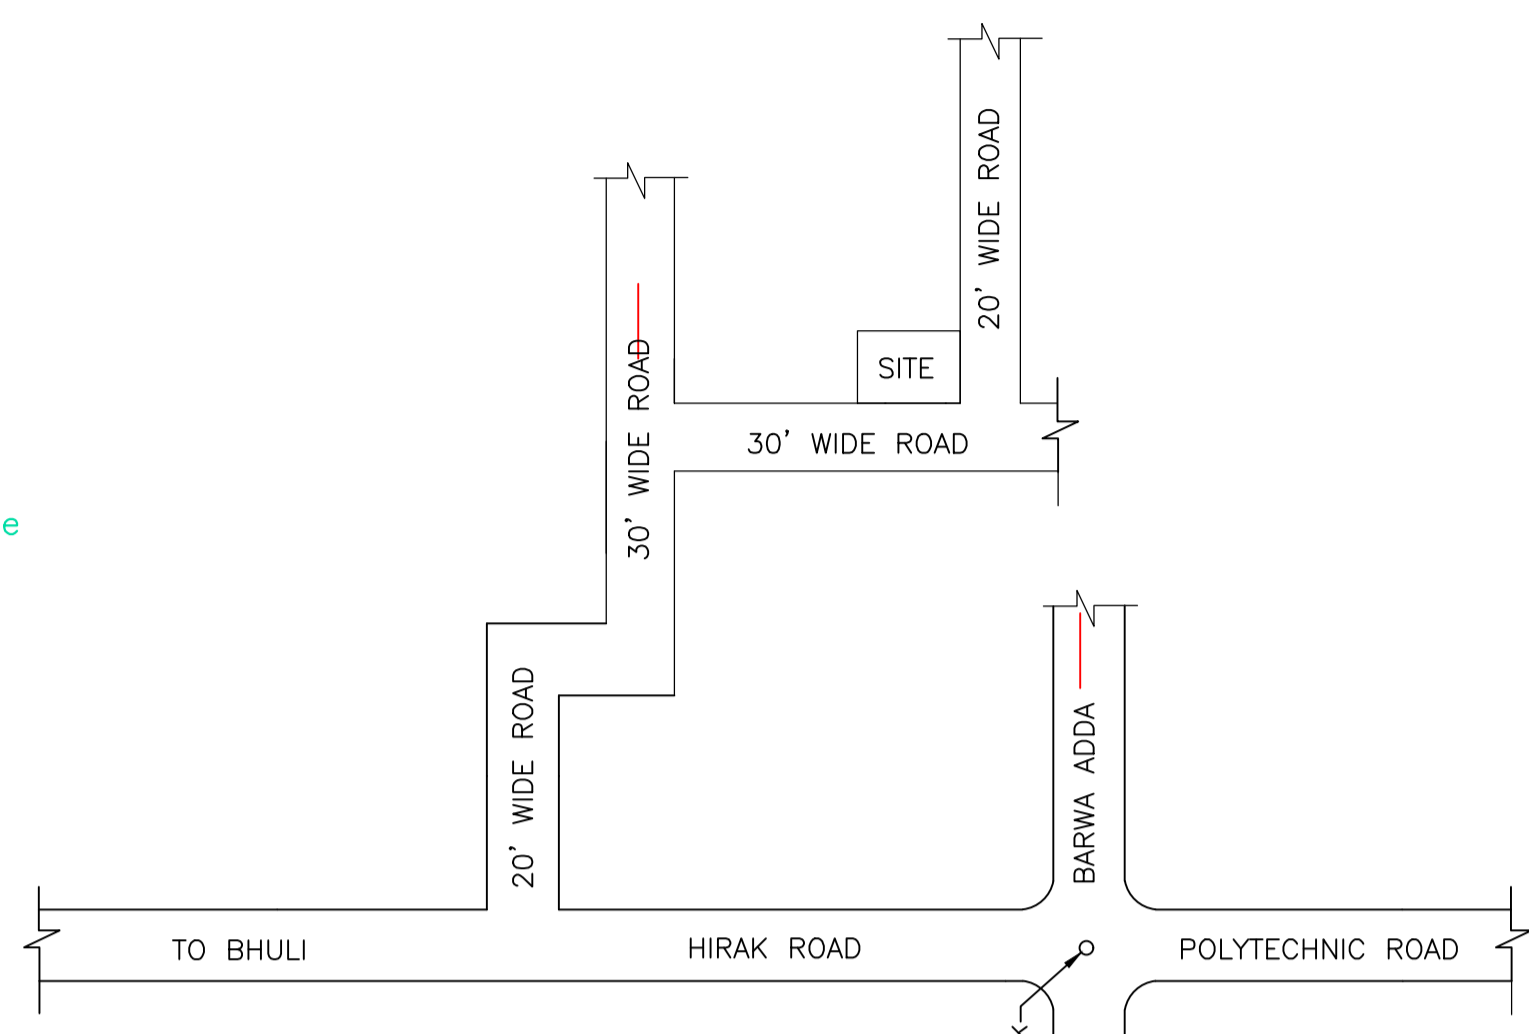 20' WIDE ROAD
SITE
30' WIDE ROAD
30' WIDE ROAD
e
20' WIDE ROAD
BARWA ADDA
TO BHULI
HIRAK ROAD
POLYTECHNIC ROAD